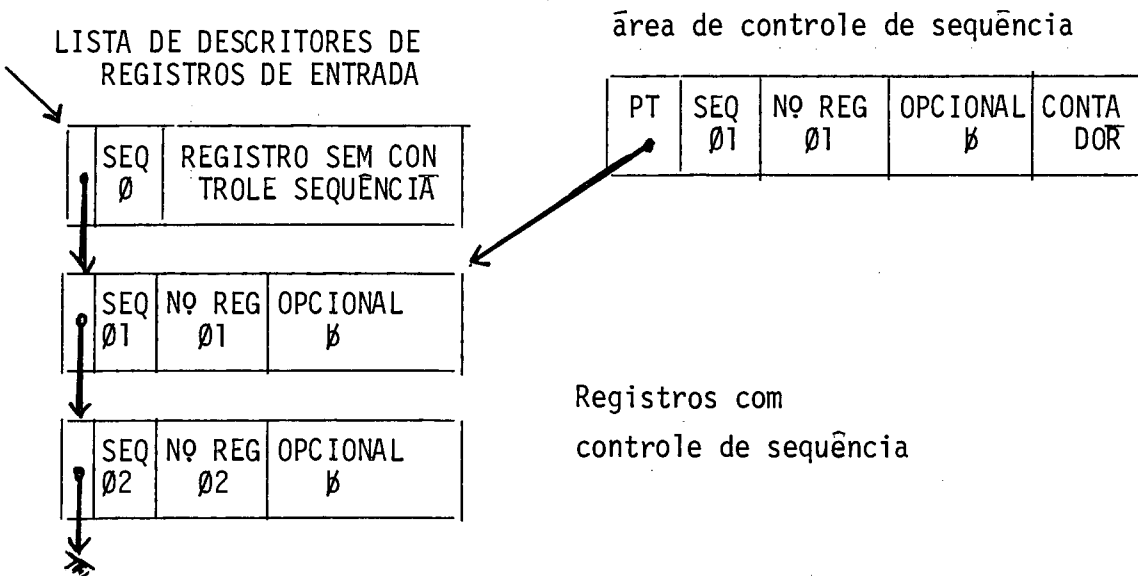 LISTA DE DESCRITORES DE
REGISTROS DE ENTRADA
SEQ
Ø
REGISTRO SEM CON
TROLE SEQUÊNCIA
SEQ
Ø1
Nº REG
Ø1
OPCIONAL
ƀ
SEQ
Ø2
Nº REG
Ø2
OPCIONAL
ƀ
área de controle de sequência
PT
SEQ
Ø1
Nº REG
Ø1
OPCIONAL
ƀ
CONTA
DOR
Registros com
controle de sequência